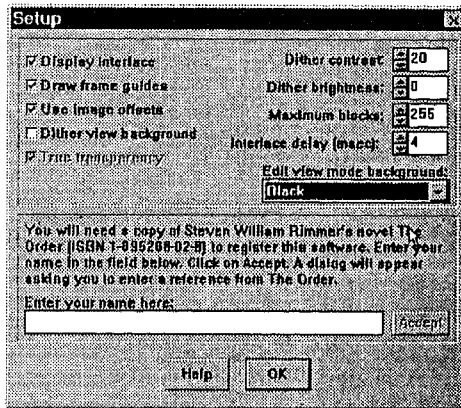 Setup
Display interface
Draw frame guides
Use image effects
Dither view background
True transparency
Dither contrast: 20
Dither brightness: 0
Maximum blocks: 255
Interlace delay (msec): 4
Edit view mode background:
Black
You will need a copy of Steven William Rimmer's novel The
Order (ISBN 1-895268-02-8) to register this software. Enter your
name in the field below. Click on Accept. A dialog will appear
asking you to enter a reference from The Order.
Enter your name here:
Accept
Help
OK